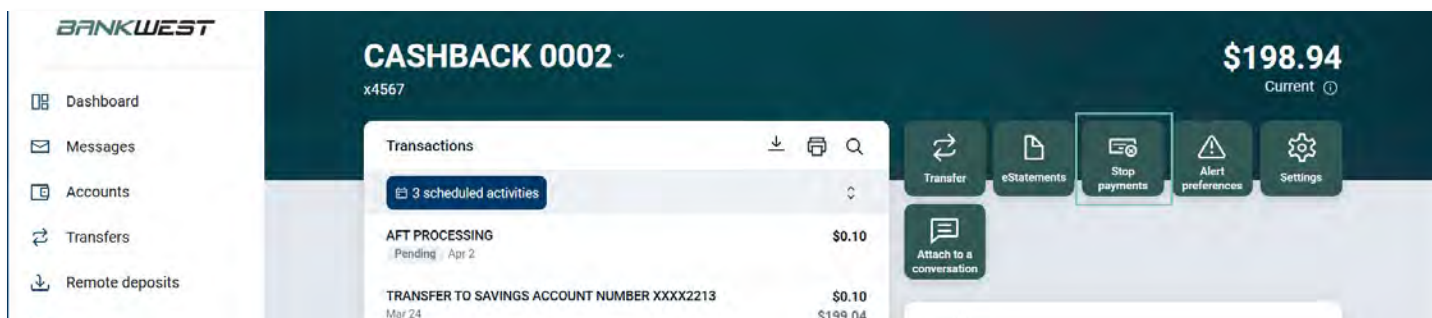 BANKWEST
Dashboard
Messages
Accounts
Transfers
Remote deposits
CASHBACK 0002
x4567
$198.94
Current
Transactions
3 scheduled activities
AFT PROCESSING
$0.10
Pending Apr 2
TRANSFER TO SAVINGS ACCOUNT NUMBER XXXX2213
$0.10
Mar 24
$199.04
Transfer
eStatements
Stop
payments
Alert
preferences
Settings
Attach to a
conversation